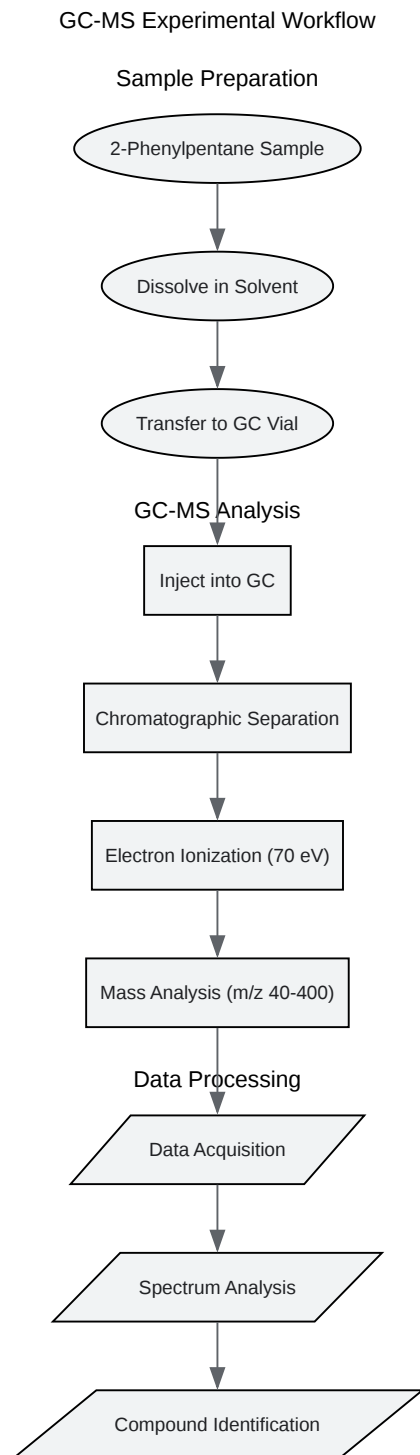 GC-MS Experimental Workflow
Sample Preparation
2-Phenylpentane Sample
Dissolve in Solvent
Transfer to GC Vial
GC-MS Analysis
Inject into GC
Chromatographic Separation
Electron Ionization (70 eV)
Mass Analysis (m/z 40-400)
Data Processing
Data Acquisition
Spectrum Analysis
Compound Identification